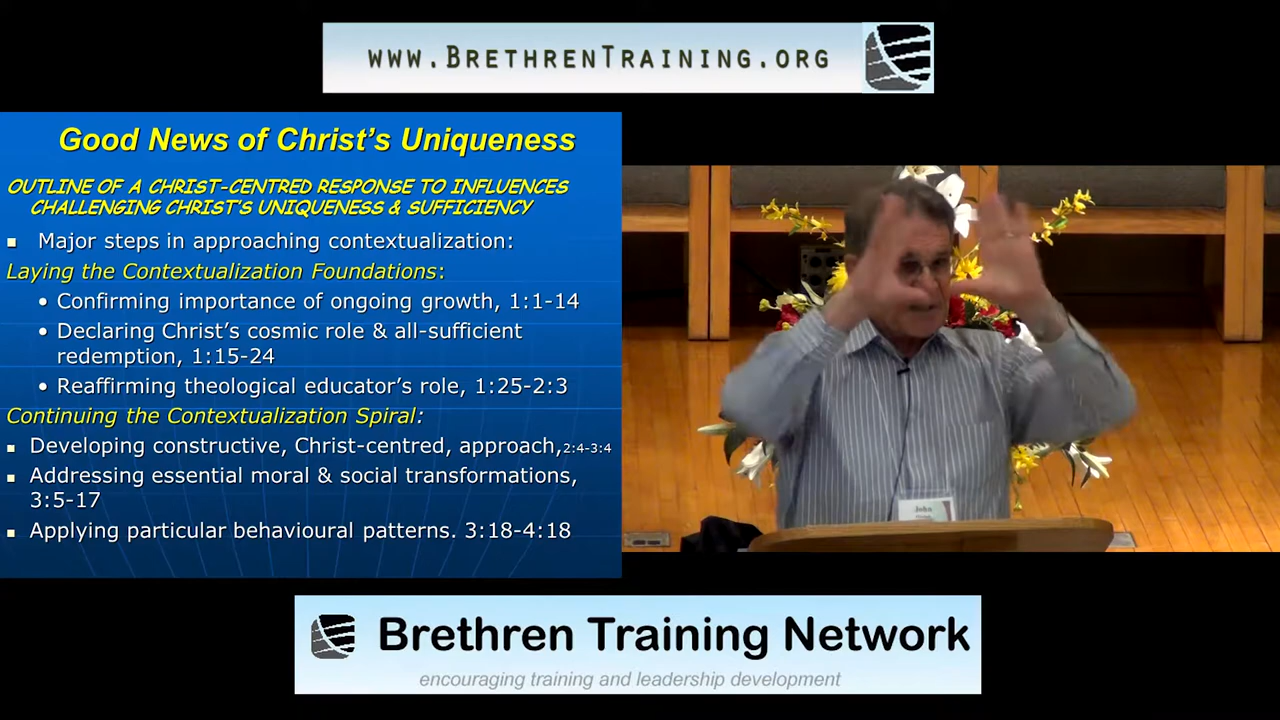 www.BrethrenTraining.org
Good News of Christ's Uniqueness
OUTLINE OF A CHRIST-CENTRED RESPONSE TO INFLUENCES
CHALLENGING CHRIST'S UNIQUENESS & SUFFICIENCY
▪ Major steps in approaching contextualization:
Laying the Contextualization Foundations:
• Confirming importance of ongoing growth, 1:1-14
• Declaring Christ's cosmic role & all-sufficient
redemption, 1:15-24
• Reaffirming theological educator's role, 1:25-2:3
Continuing the Contextualization Spiral:
▪ Developing constructive, Christ-centred, approach,2:4-3:4
▪ Addressing essential moral & social transformations,
3:5-17
▪ Applying particular behavioural patterns. 3:18-4:18
John
Brethren Training Network
encouraging training and leadership development